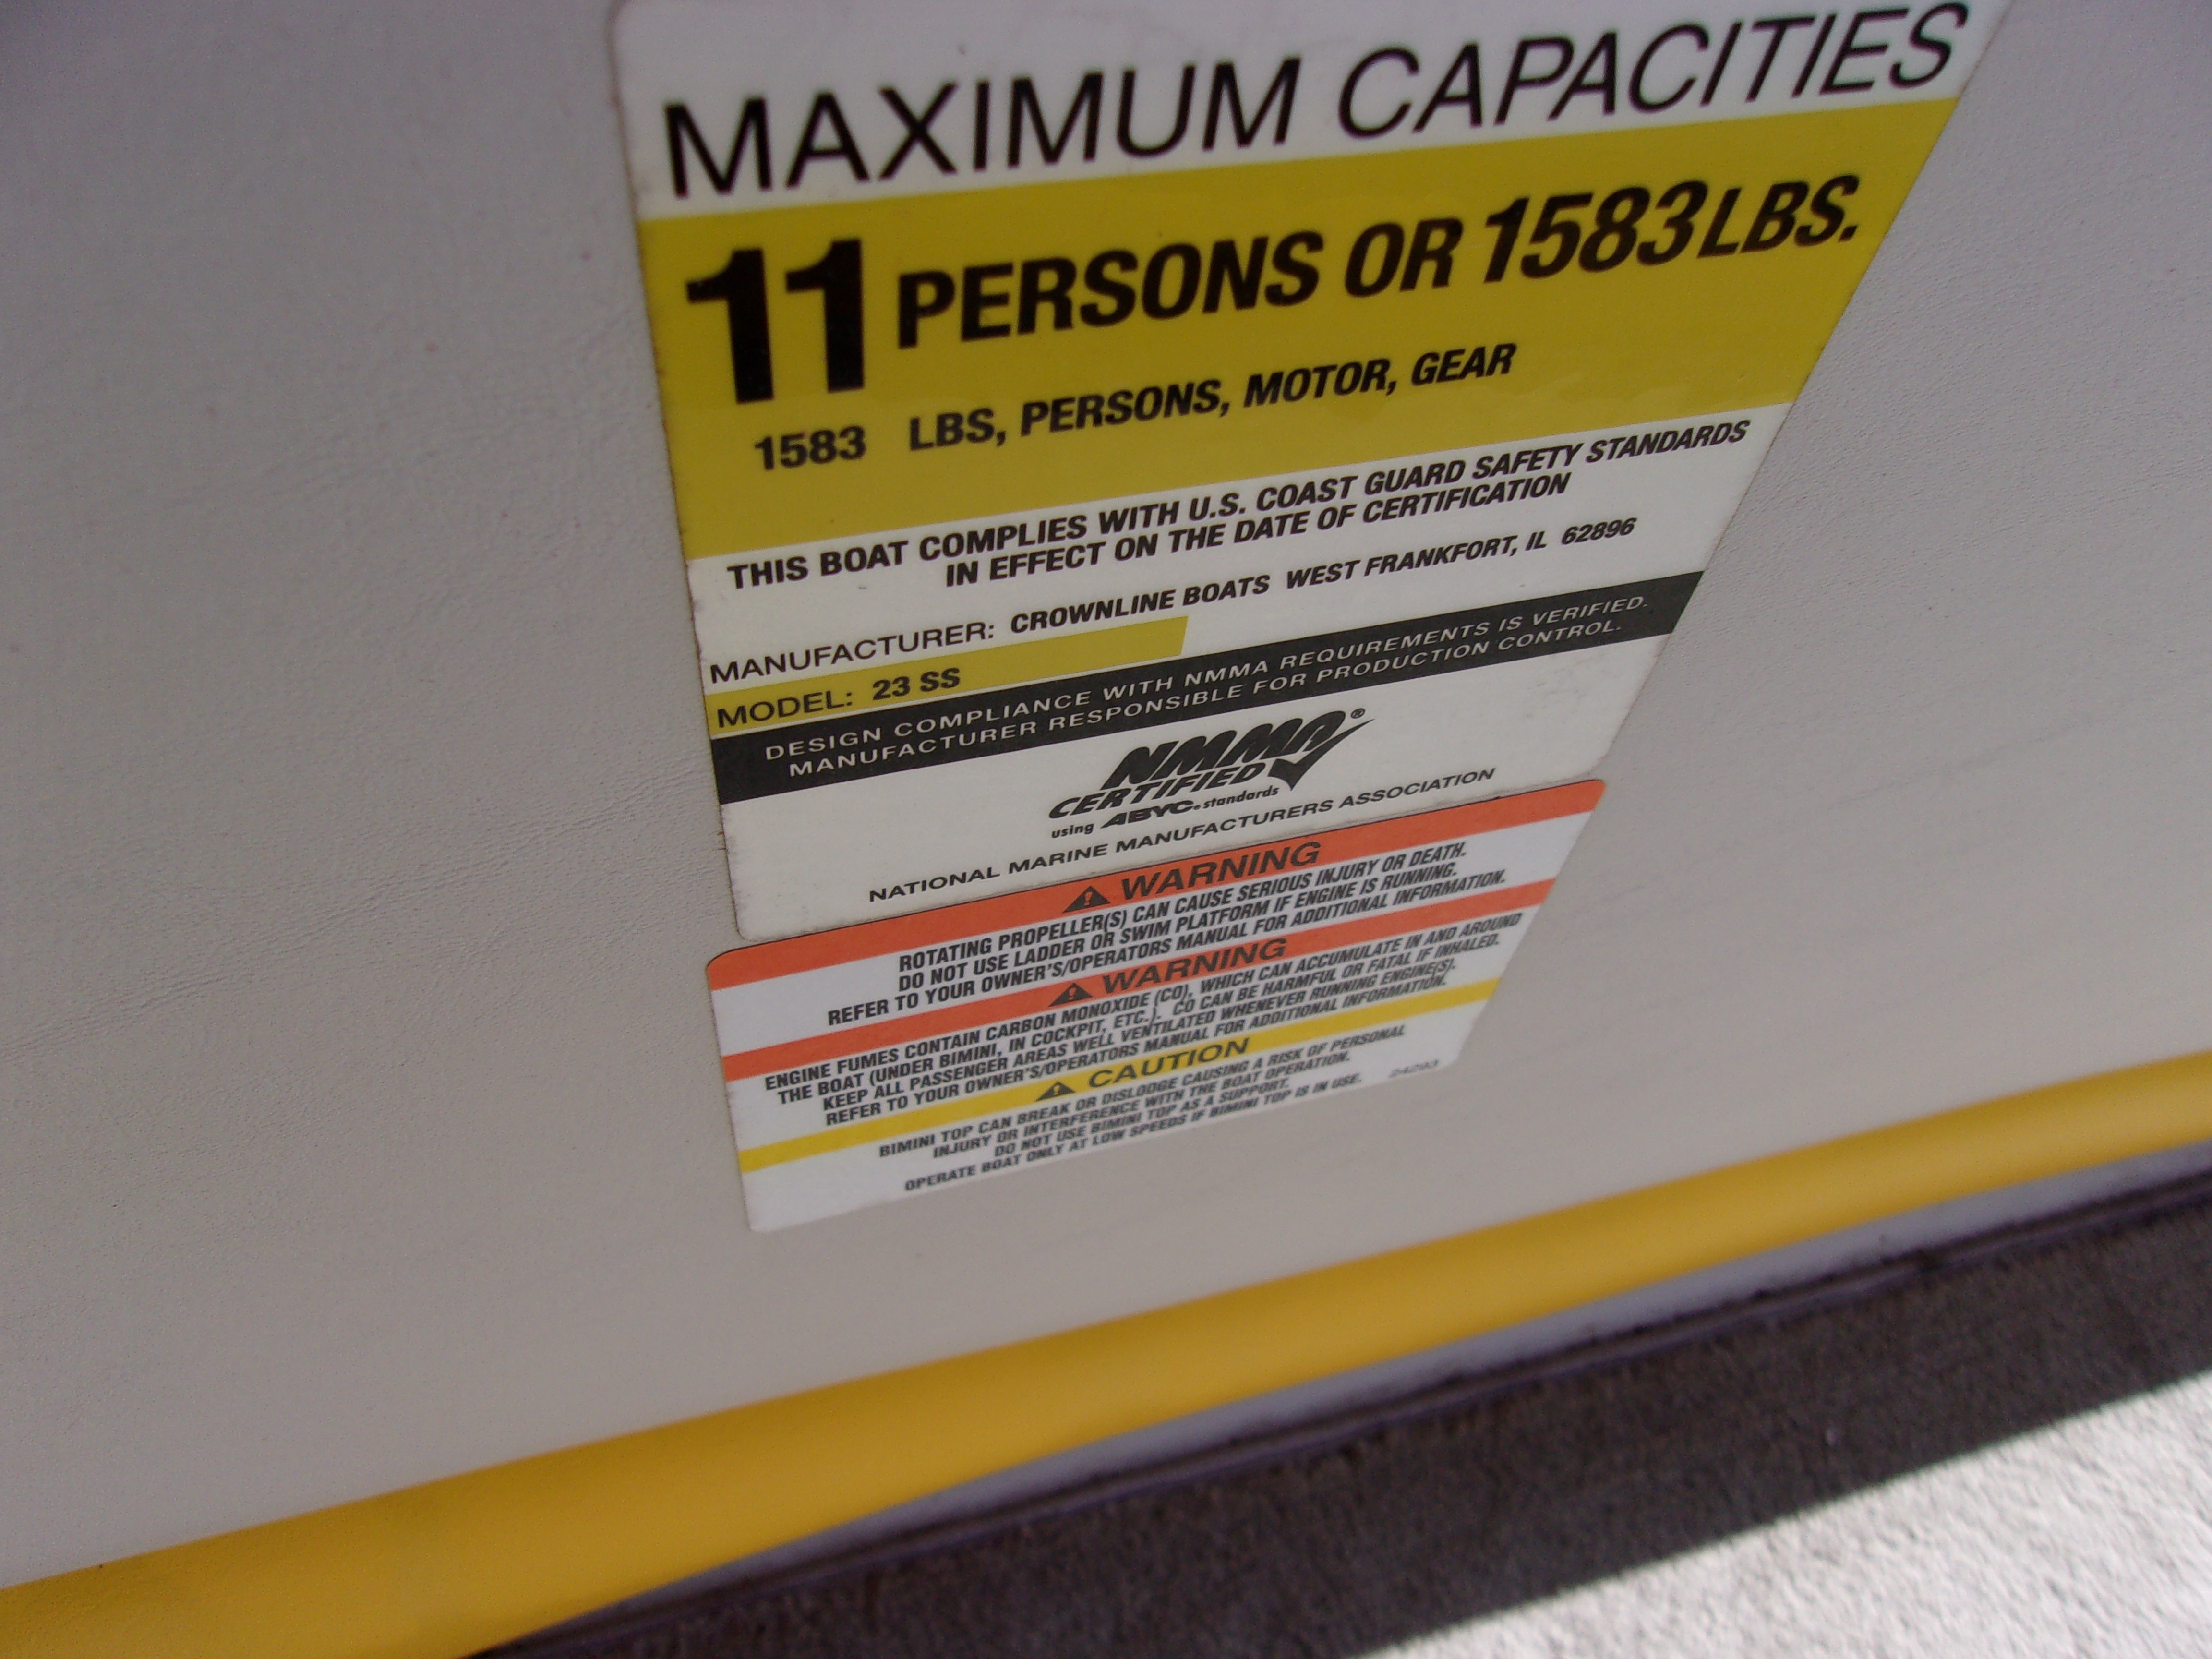 MAXIMUM CAPACITIES
11 PERSONS OR 1583 LBS.
1583 LBS, PERSONS, MOTOR, GEAR
THIS BOAT COMPLIES WITH U.S. COAST GUARD SAFETY STANDARDS
IN EFFECT ON THE DATE OF CERTIFICATION
MANUFACTURER: CROWNLINE BOATS WEST FRANKFORT, IL 62896
MODEL: 23 SS
DESIGN COMPLIANCE WITH NMMA REQUIREMENTS IS VERIFIED.
MANUFACTURER RESPONSIBLE FOR PRODUCTION CONTROL.
NMMA®
CERTIFIED
using ABYC® standards
NATIONAL MARINE MANUFACTURERS ASSOCIATION
WARNING
ROTATING PROPELLER(S) CAN CAUSE SERIOUS INJURY OR DEATH.
DO NOT USE LADDER OR SWIM PLATFORM IF ENGINE IS RUNNING.
REFER TO YOUR OWNER'S/OPERATORS MANUAL FOR ADDITIONAL INFORMATION.
WARNING
ENGINE FUMES CONTAIN CARBON MONOXIDE (CO), WHICH CAN ACCUMULATE IN AND AROUND
THE BOAT (UNDER BIMINI, IN COCKPIT, ETC.). CO CAN BE HARMFUL OR FATAL IF INHALED.
KEEP ALL PASSENGER AREAS WELL VENTILATED WHENEVER RUNNING ENGINE(S).
REFER TO YOUR OWNER'S/OPERATORS MANUAL FOR ADDITIONAL INFORMATION.
CAUTION
BIMINI TOP CAN BREAK OR DISLODGE CAUSING A RISK OF PERSONAL
INJURY OR INTERFERENCE WITH THE BOAT OPERATION.
DO NOT USE BIMINI TOP AS A SUPPORT.
OPERATE BOAT ONLY AT LOW SPEEDS IF BIMINI TOP IS IN USE.